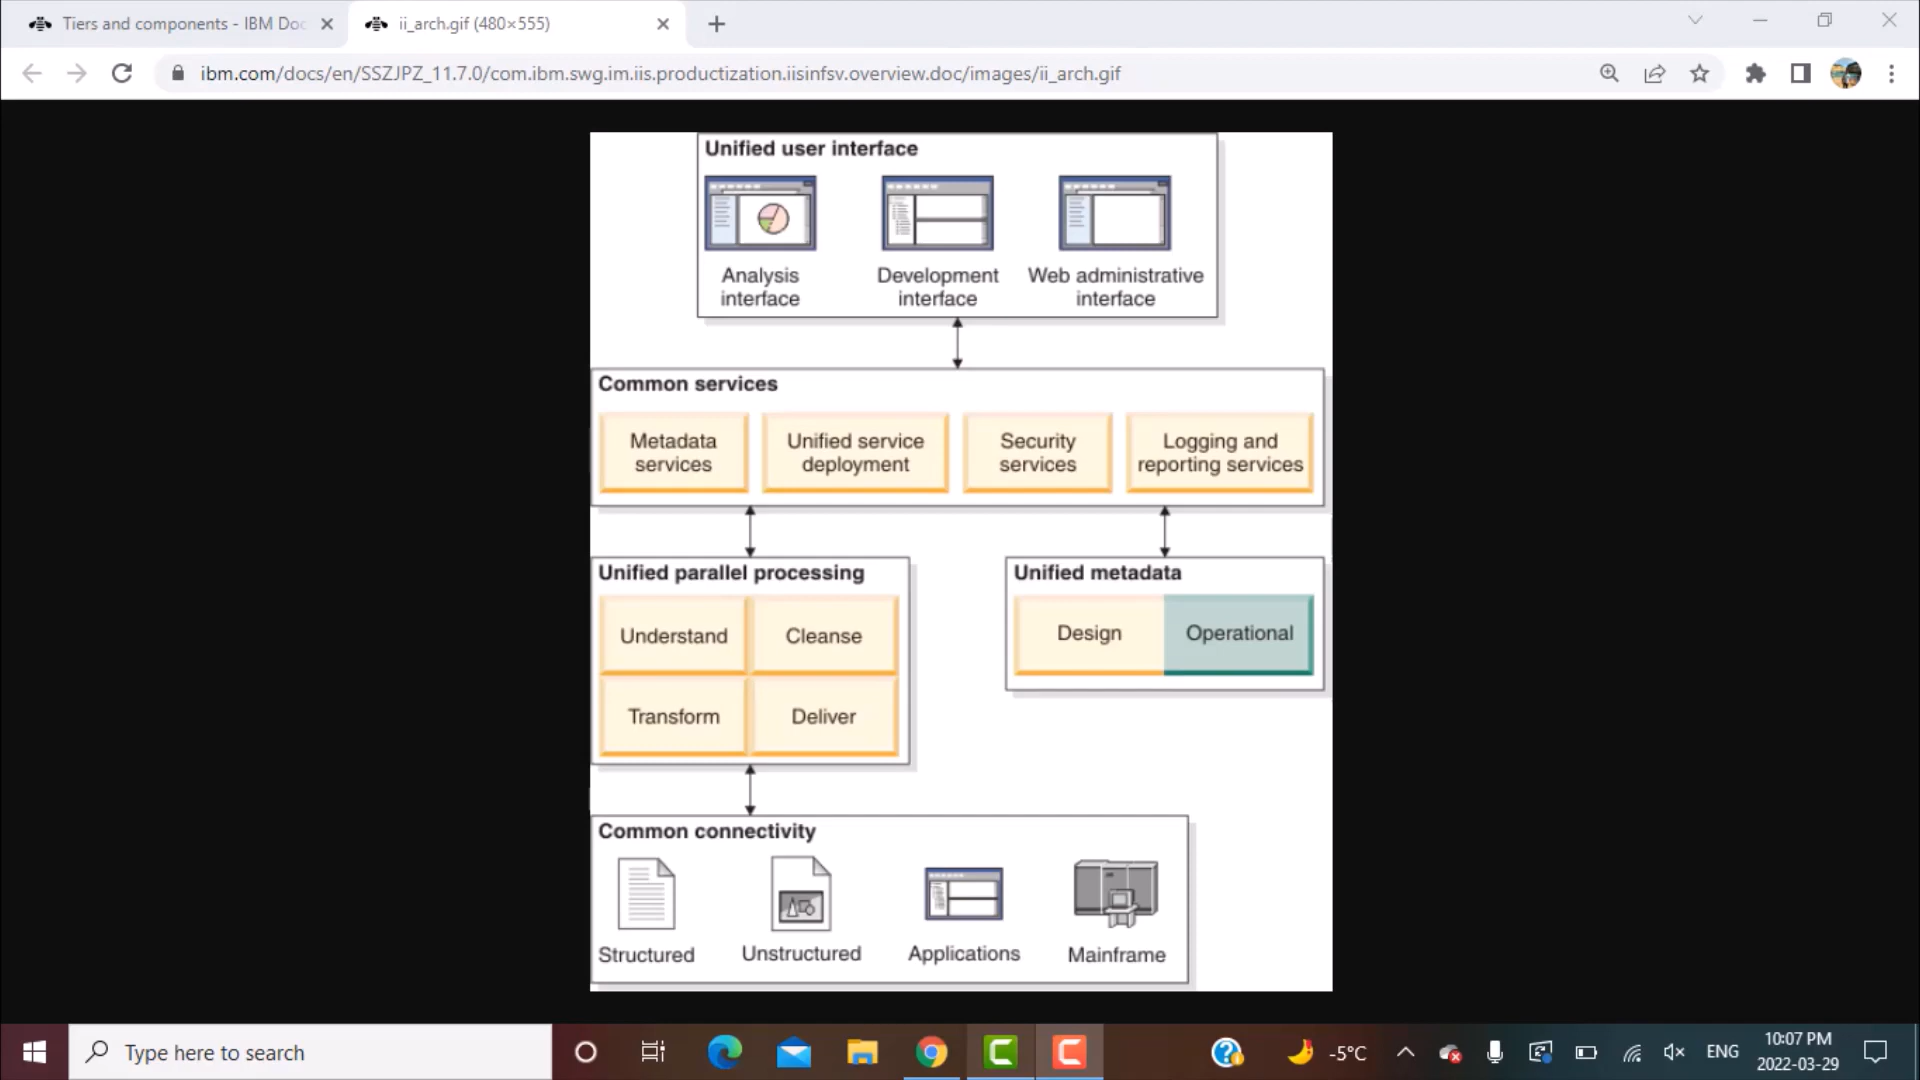 Tiers and components - IBM Doc
ii_arch.gif (480×555)
ibm.com/docs/en/SSZJPZ_11.7.0/com.ibm.swg.im.iis.productization.iisinfsv.overview.doc/images/ii_arch.gif
Unified user interface
Analysis
interface
Development
interface
Web administrative
interface
Common services
Metadata
services
Unified service
deployment
Security
services
Logging and
reporting services
Unified parallel processing
Understand
Cleanse
Transform
Deliver
Unified metadata
Design
Operational
Common connectivity
Structured
Unstructured
Applications
Mainframe
Type here to search
-5°C
ENG
10:07 PM
2022-03-29